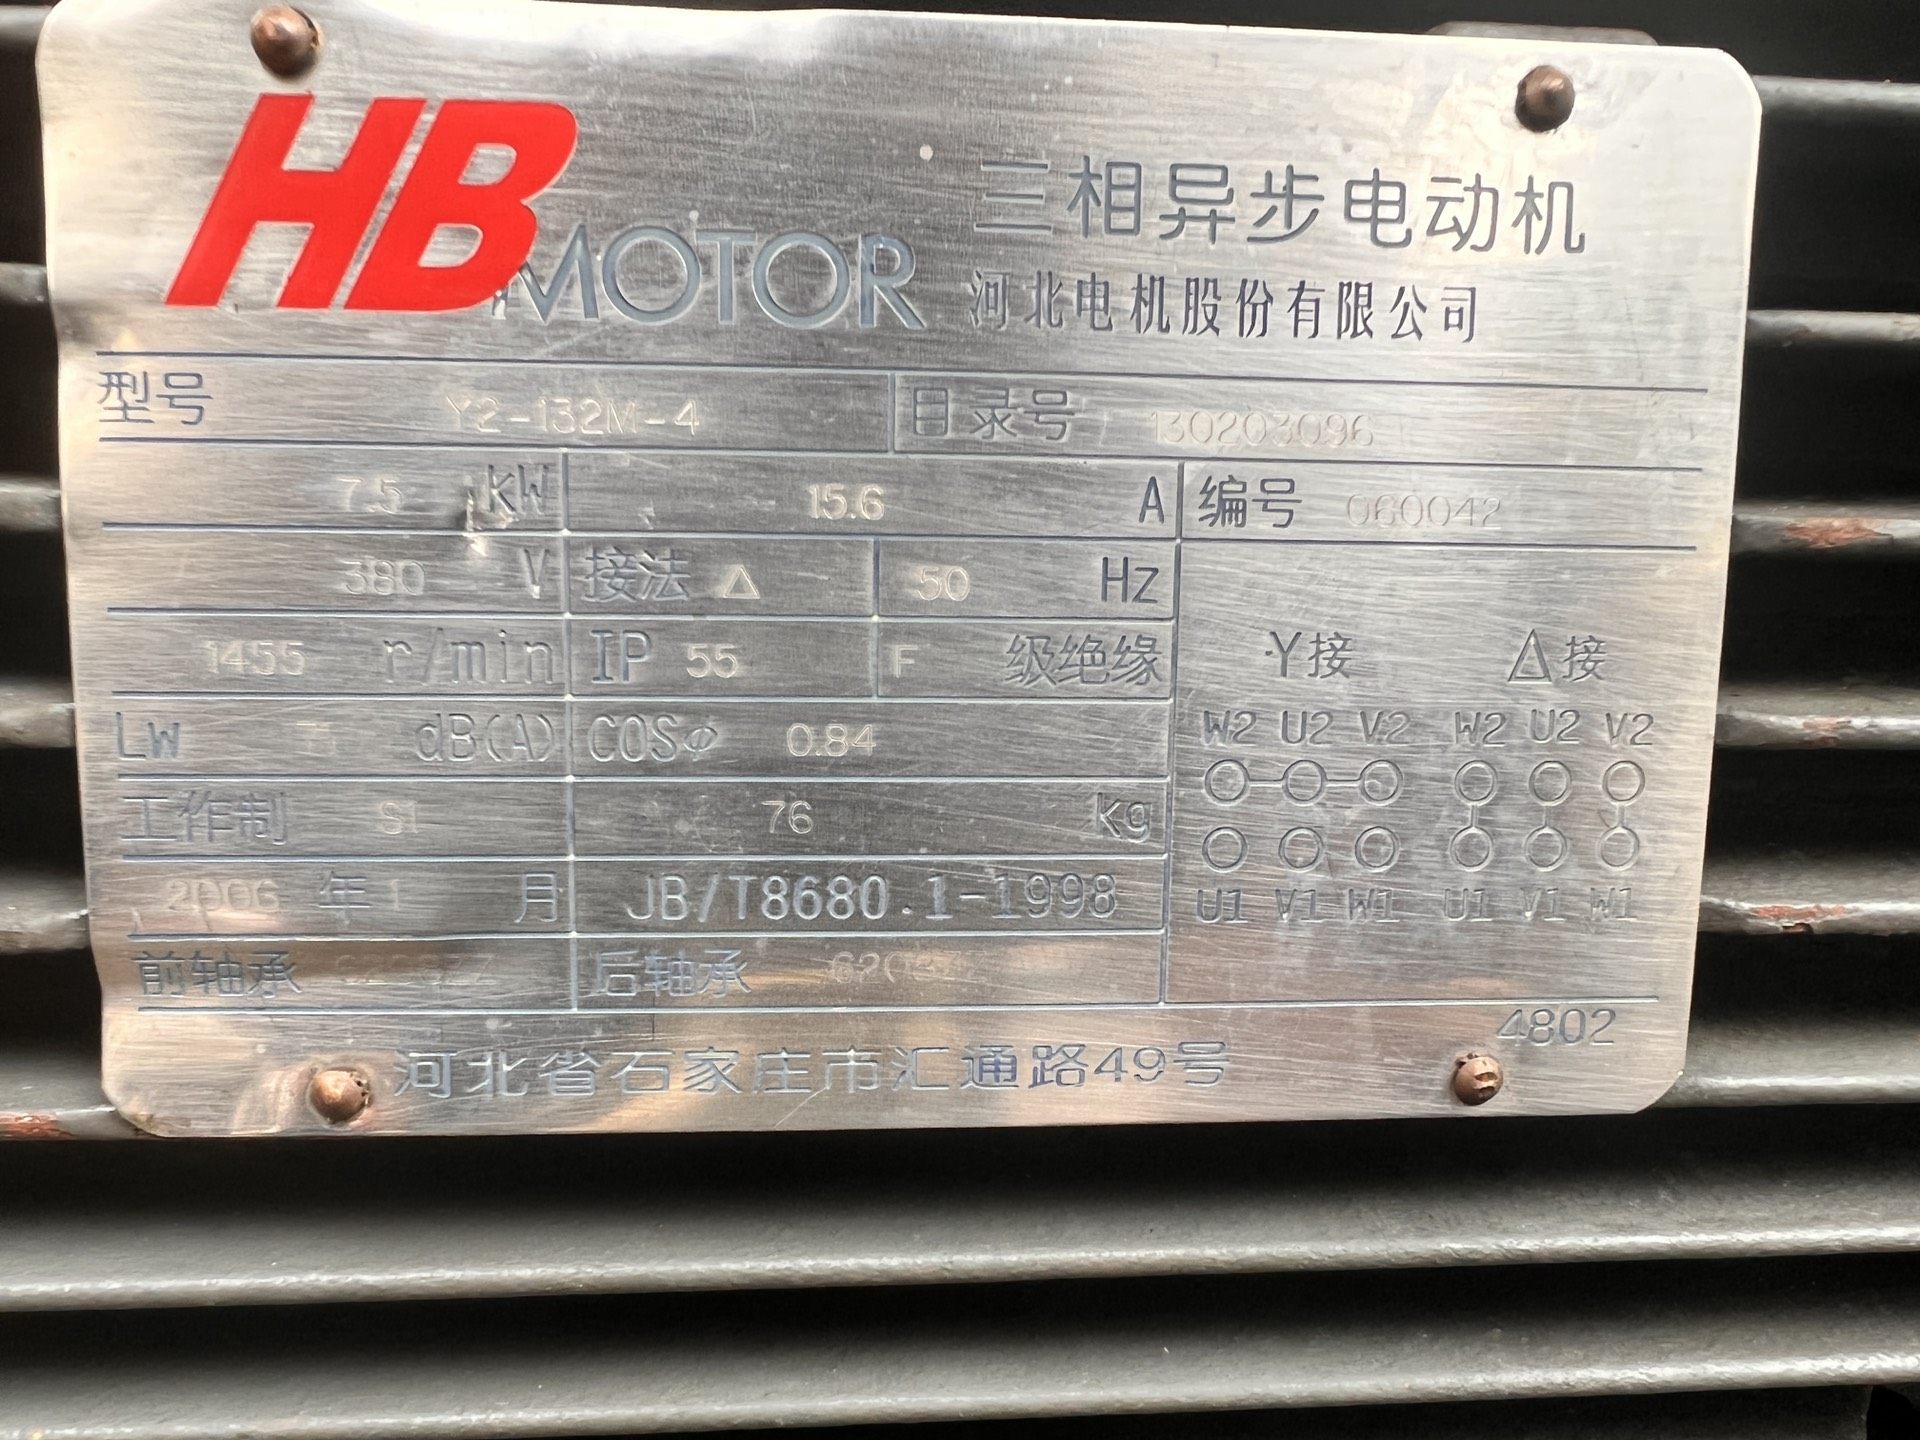 HB MOTOR
三相异步电动机
河北电机股份有限公司
型号 Y2-132M-4 目录号 130203096
7.5 kW 15.6 A 编号 060042
380 V 接法 △ 50 Hz
1455 r/min IP 55 F 级绝缘
Lw dB(A) COSφ 0.84
工作制 S1 76 kg
2006 年 1 月 JB/T8680.1-1998
前轴承 后轴承
Y接 △接
W2 U2 V2 W2 U2 V2
U1 V1 W1 U1 V1 W1
4802
河北省石家庄市汇通路49号